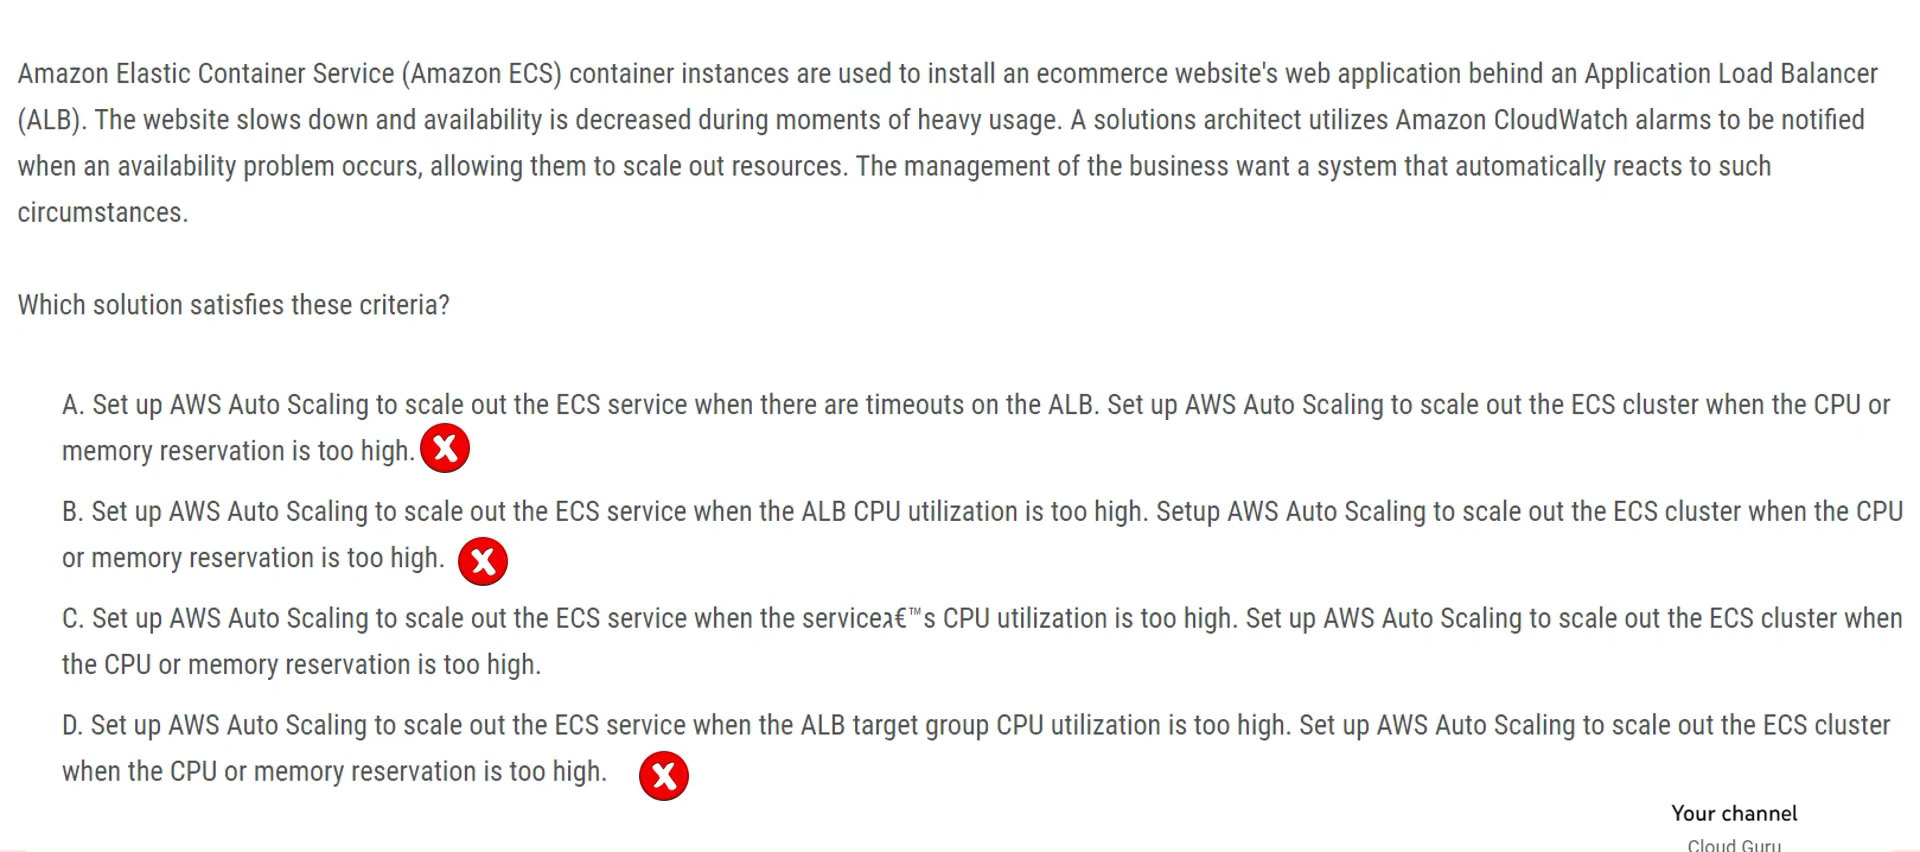 Amazon Elastic Container Service (Amazon ECS) container instances are used to install an ecommerce website's web application behind an Application Load Balancer
(ALB). The website slows down and availability is decreased during moments of heavy usage. A solutions architect utilizes Amazon CloudWatch alarms to be notified
when an availability problem occurs, allowing them to scale out resources. The management of the business want a system that automatically reacts to such
circumstances.
Which solution satisfies these criteria?
A. Set up AWS Auto Scaling to scale out the ECS service when there are timeouts on the ALB. Set up AWS Auto Scaling to scale out the ECS cluster when the CPU or
memory reservation is too high.
B. Set up AWS Auto Scaling to scale out the ECS service when the ALB CPU utilization is too high. Setup AWS Auto Scaling to scale out the ECS cluster when the CPU
or memory reservation is too high.
C. Set up AWS Auto Scaling to scale out the ECS service when the serviceג€™s CPU utilization is too high. Set up AWS Auto Scaling to scale out the ECS cluster when
the CPU or memory reservation is too high.
D. Set up AWS Auto Scaling to scale out the ECS service when the ALB target group CPU utilization is too high. Set up AWS Auto Scaling to scale out the ECS cluster
when the CPU or memory reservation is too high.
Your channel
Cloud Guru